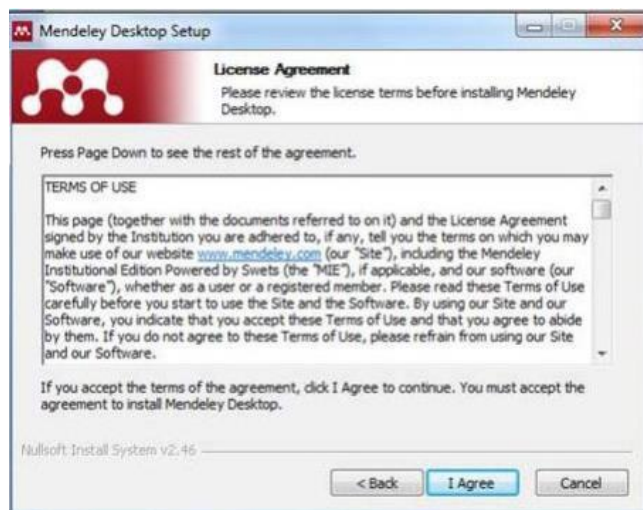 Mendeley Desktop Setup
License Agreement
Please review the license terms before installing Mendeley
Desktop.
Press Page Down to see the rest of the agreement.
TERMS OF USE
This page (together with the documents referred to on it) and the License Agreement
signed by the Institution you are adhered to, if any, tell you the terms on which you may
make use of our website www.mendeley.com (our "Site"), including the Mendeley
Institutional Edition Powered by Swets (the "MIE"), if applicable, and our software (our
"Software"), whether as a user or a registered member. Please read these Terms of Use
carefully before you start to use the Site and the Software. By using our Site and our
Software, you indicate that you accept these Terms of Use and that you agree to abide
by them. If you do not agree to these Terms of Use, please refrain from using our Site
and our Software.
If you accept the terms of the agreement, click I Agree to continue. You must accept the
agreement to install Mendeley Desktop.
Nullsoft Install System v2.46
< Back I Agree Cancel